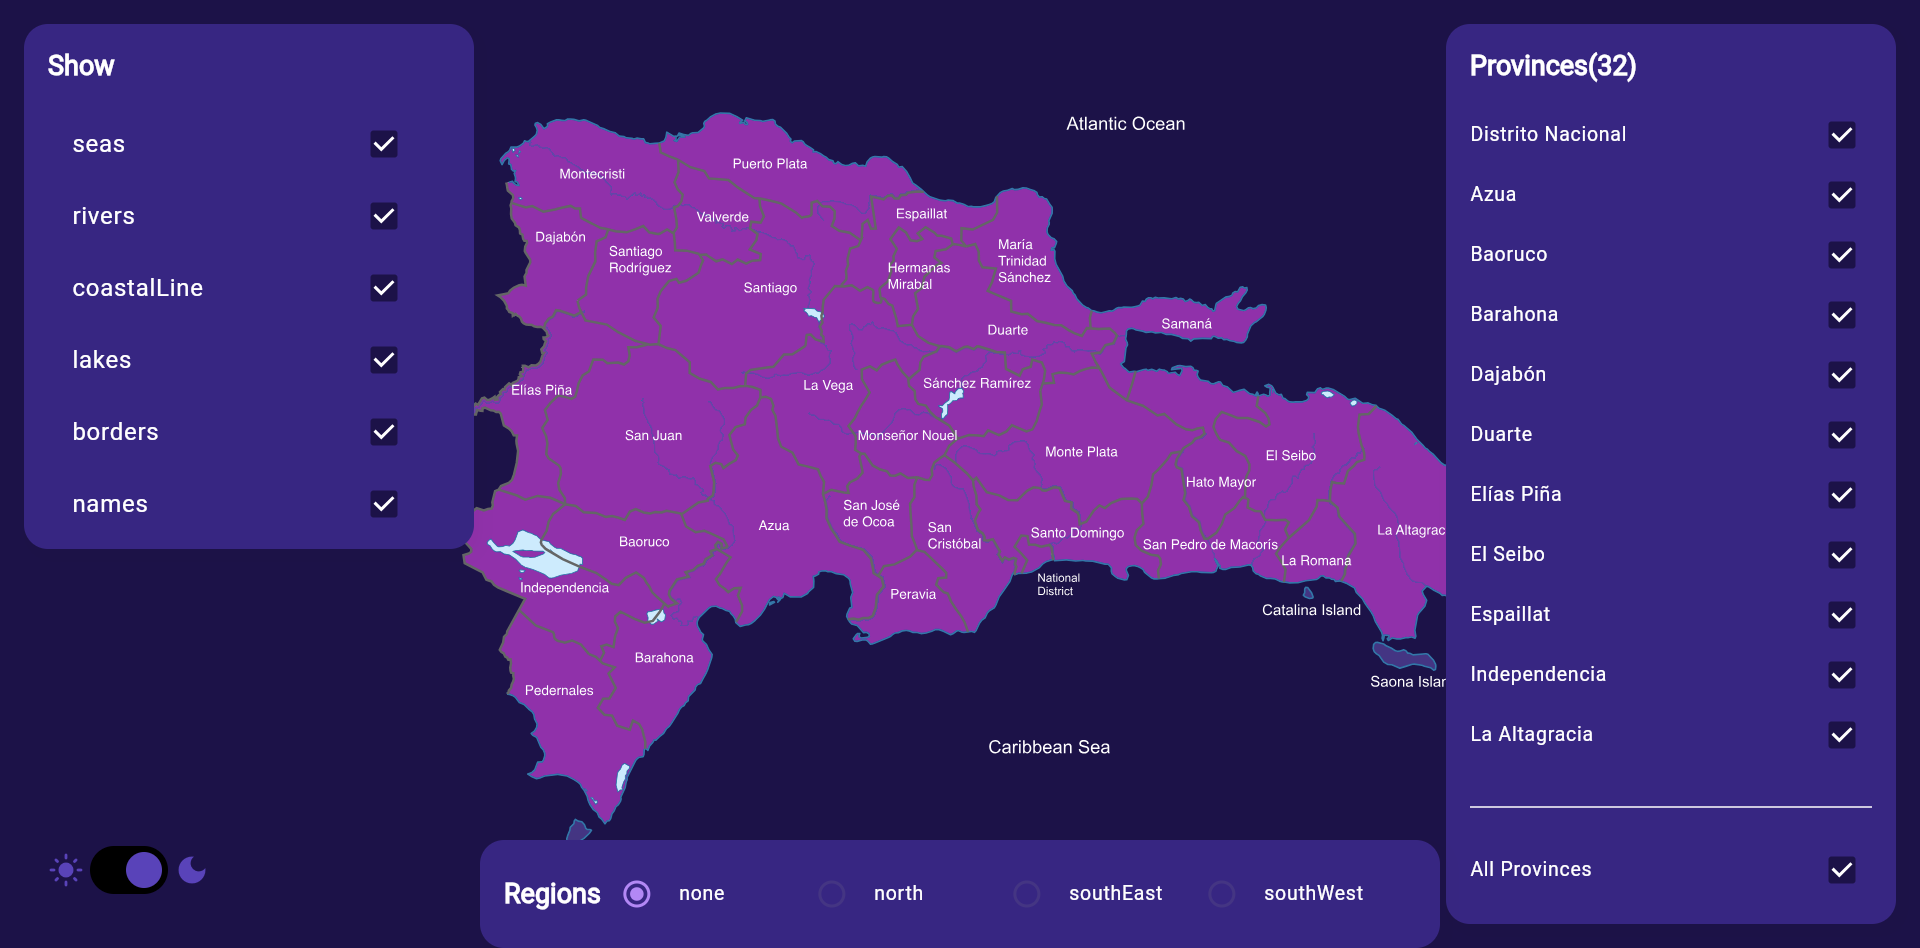 Show
seas
rivers
coastalLine
lakes
borders
names
Atlantic Ocean
Puerto Plata
Montecristi
Valverde
Espaillat
Dajabón
Santiago
Rodríguez
María
Trinidad
Sánchez
Hermanas
Mirabal
Santiago
Samaná
Duarte
Elías Piña
La Vega
Sánchez Ramírez
San Juan
Monseñor Nouel
Monte Plata
El Seibo
Hato Mayor
San José
de Ocoa
Azua
San
Cristóbal
Santo Domingo
La Altagrac
Baoruco
San Pedro de Macorís
La Romana
Independencia
National
District
Peravia
Catalina Island
Barahona
Saona Islar
Pedernales
Caribbean Sea
Provinces(32)
Distrito Nacional
Azua
Baoruco
Barahona
Dajabón
Duarte
Elías Piña
El Seibo
Espaillat
Independencia
La Altagracia
All Provinces
Regions
none
north
southEast
southWest